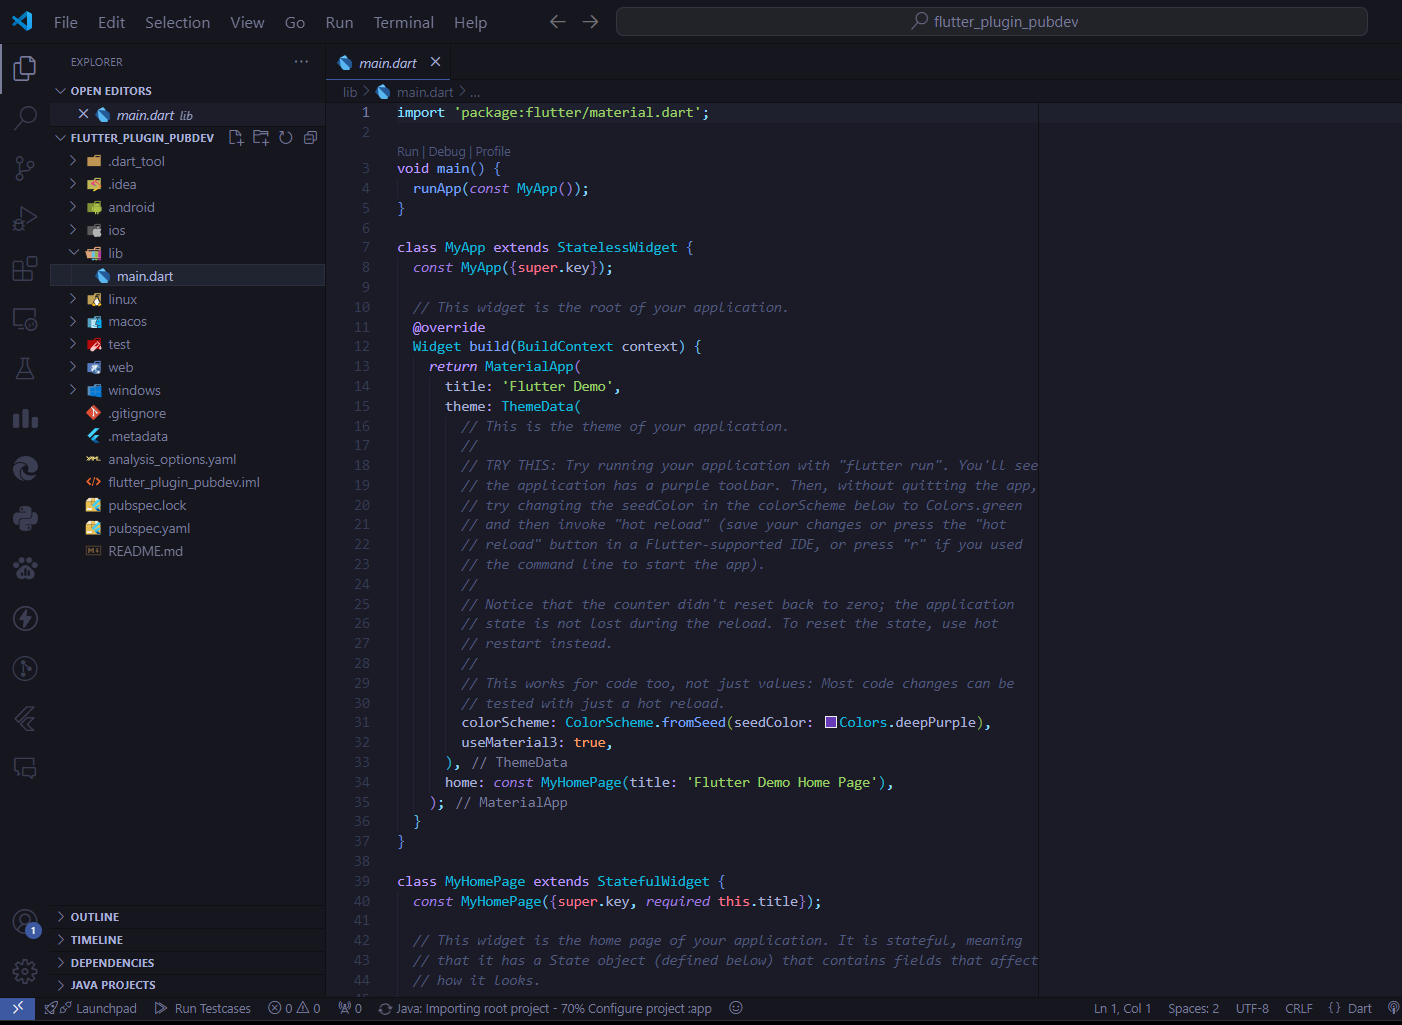 File Edit Selection View Go Run Terminal Help
flutter_plugin_pubdev
EXPLORER
OPEN EDITORS
main.dart lib
FLUTTER_PLUGIN_PUBDEV
.dart_tool
.idea
android
ios
lib
main.dart
linux
macos
test
web
windows
.gitignore
.metadata
analysis_options.yaml
flutter_plugin_pubdev.iml
pubspec.lock
pubspec.yaml
README.md
OUTLINE
TIMELINE
DEPENDENCIES
JAVA PROJECTS
1
main.dart
lib > main.dart > ...
1 import 'package:flutter/material.dart';
2
Run | Debug | Profile
3 void main() {
4 runApp(const MyApp());
5 }
6
7 class MyApp extends StatelessWidget {
8 const MyApp({super.key});
9
10 // This widget is the root of your application.
11 @override
12 Widget build(BuildContext context) {
13 return MaterialApp(
14 title: 'Flutter Demo',
15 theme: ThemeData(
16 // This is the theme of your application.
17 //
18 // TRY THIS: Try running your application with "flutter run". You'll see
19 // the application has a purple toolbar. Then, without quitting the app,
20 // try changing the seedColor in the colorScheme below to Colors.green
21 // and then invoke "hot reload" (save your changes or press the "hot
22 // reload" button in a Flutter-supported IDE, or press "r" if you used
23 // the command line to start the app).
24 //
25 // Notice that the counter didn't reset back to zero; the application
26 // state is not lost during the reload. To reset the state, use hot
27 // restart instead.
28 //
29 // This works for code too, not just values: Most code changes can be
30 // tested with just a hot reload.
31 colorScheme: ColorScheme.fromSeed(seedColor: Colors.deepPurple),
32 useMaterial3: true,
33 ), // ThemeData
34 home: const MyHomePage(title: 'Flutter Demo Home Page'),
35 ); // MaterialApp
36 }
37 }
38
39 class MyHomePage extends StatefulWidget {
40 const MyHomePage({super.key, required this.title});
41
42 // This widget is the home page of your application. It is stateful, meaning
43 // that it has a State object (defined below) that contains fields that affect
44 // how it looks.
Launchpad Run Testcases 0 0 0 Java: Importing root project - 70% Configure project :app Ln 1, Col 1 Spaces: 2 UTF-8 CRLF { } Dart